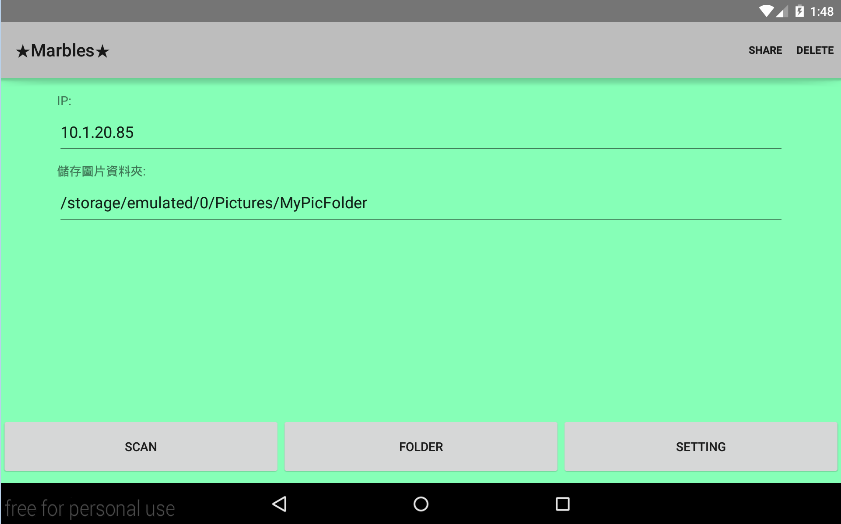 1:48
★Marbles★
SHARE DELETE
IP:
10.1.20.85
儲存圖片資料夾:
/storage/emulated/0/Pictures/MyPicFolder
SCAN FOLDER SETTING
free for personal use